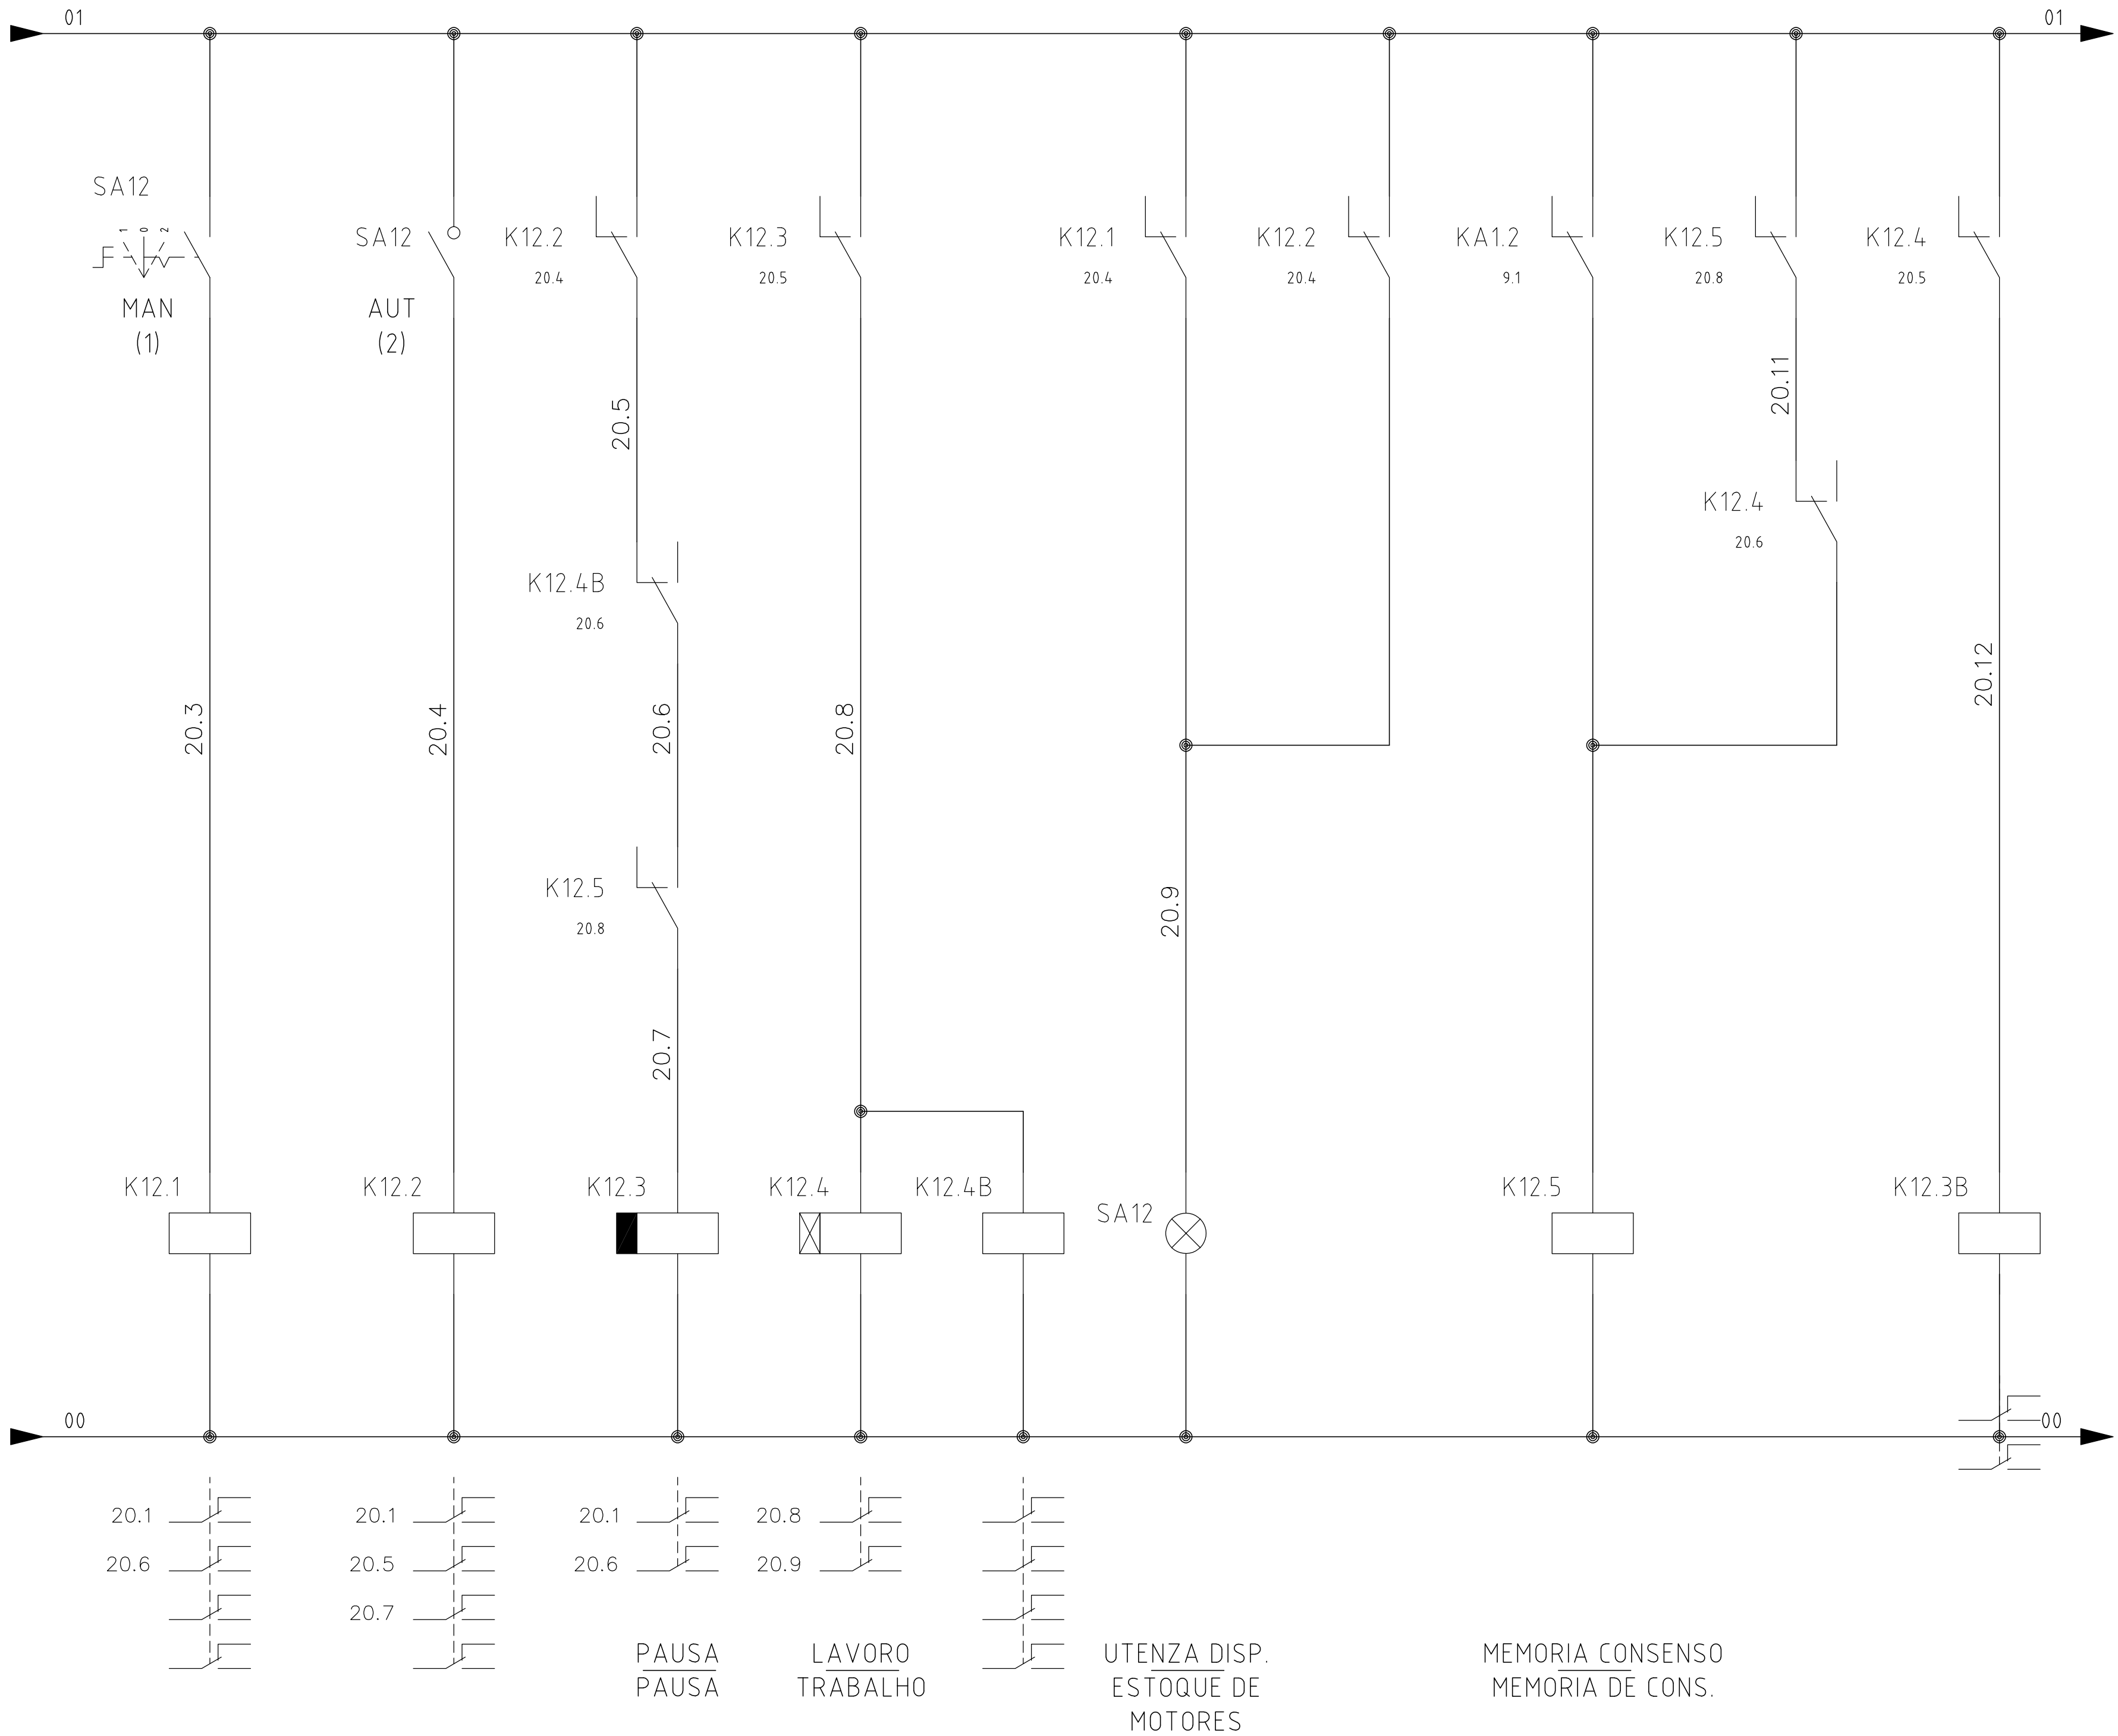 01
01
SA12
1
0
2
MAN
(1)
SA12
AUT
(2)
K12.2
20.4
K12.3
20.5
K12.1
20.4
K12.2
20.4
KA1.2
9.1
K12.5
20.8
K12.4
20.5
20.5
20.11
K12.4
20.6
K12.4B
20.6
20.3
20.4
20.6
20.8
20.12
K12.5
20.8
20.9
20.7
K12.1
K12.2
K12.3
K12.4
K12.4B
SA12
K12.5
K12.3B
00
00
20.1
20.6
20.1
20.5
20.7
20.1
20.6
20.8
20.9
PAUSA
PAUSA
LAVORO
TRABALHO
UTENZA DISP.
ESTOQUE DE
MOTORES
MEMORIA CONSENSO
MEMORIA DE CONS.